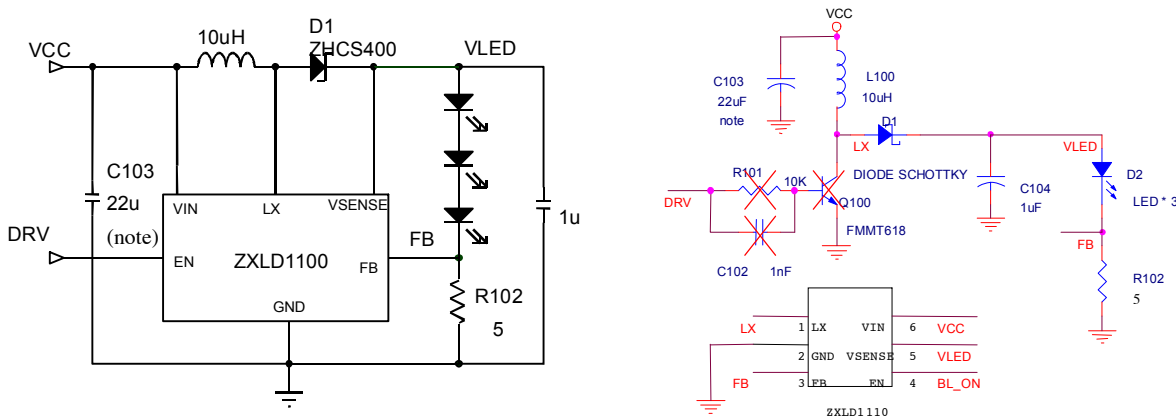 D1
10uH
ZHCS400
VCC
VLED
C103
22u
(note)
VIN
LX
VSENSE
1u
DRV
EN
ZXLD1100
FB
FB
GND
R102
5
VCC
C103
22uF
note
L100
10uH
D1
LX
VLED
R101
10K
DIODE SCHOTTKY
DRV
Q100
FMMT618
C102
1nF
C104
1uF
D2
LED * 3
FB
R102
5
LX
1
LX
VIN
6
VCC
2
GND
VSENSE
5
VLED
FB
3
FB
EN
4
BL_ON
ZXLD1110